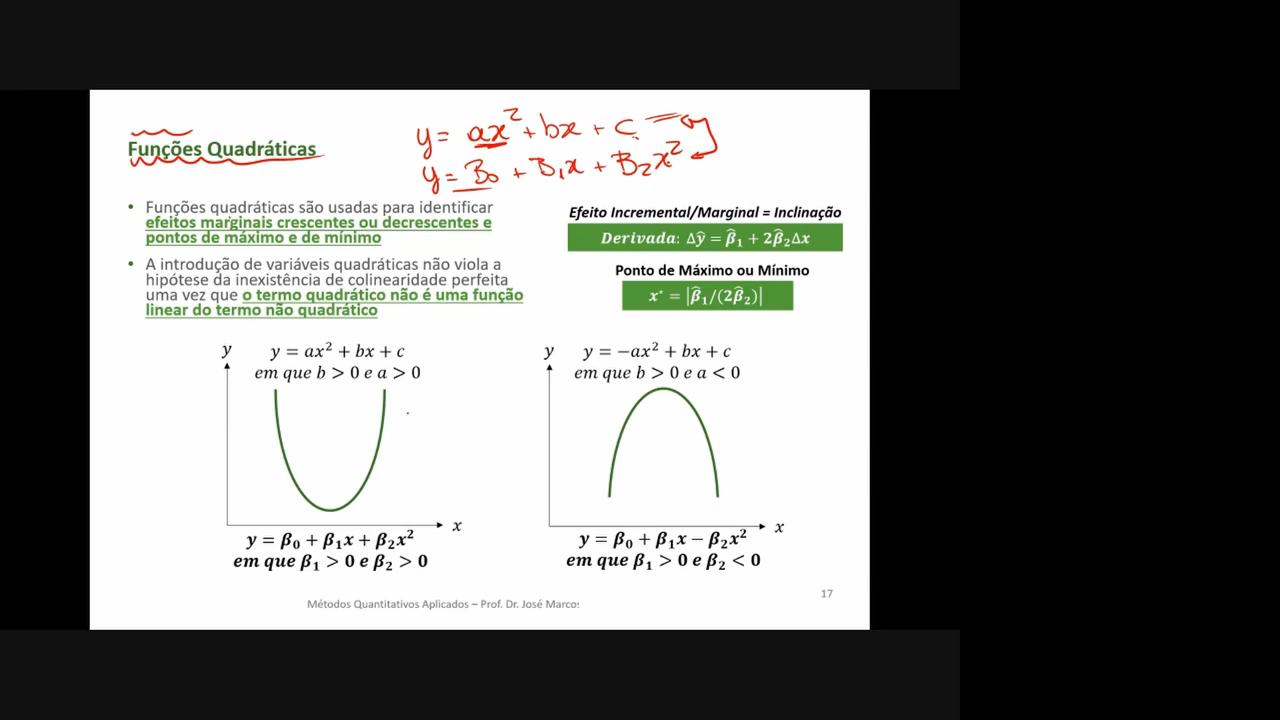 Funções Quadráticas
y = ax² + bx + c
y = B₀ + B₁x + B₂x²
• Funções quadráticas são usadas para identificar
efeitos marginais crescentes ou decrescentes e
pontos de máximo e de mínimo
• A introdução de variáveis quadráticas não viola a
hipótese da inexistência de colinearidade perfeita
uma vez que o termo quadrático não é uma função
linear do termo não quadrático
Efeito Incremental/Marginal = Inclinação
Derivada: Δŷ = β̂₁ + 2β̂₂Δx
Ponto de Máximo ou Mínimo
x* = |β̂₁/(2β̂₂)|
y
y = ax² + bx + c
em que b > 0 e a > 0
x
y = β₀ + β₁x + β₂x²
em que β₁ > 0 e β₂ > 0
y
y = −ax² + bx + c
em que b > 0 e a < 0
x
y = β₀ + β₁x − β₂x²
em que β₁ > 0 e β₂ < 0
Métodos Quantitativos Aplicados – Prof. Dr. José Marcos
17